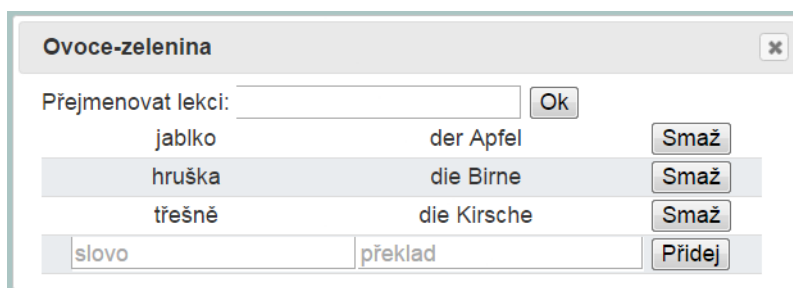 Ovoce-zelenina
Přejmenovat lekci: Ok
jablko der Apfel Smaž
hruška die Birne Smaž
třešně die Kirsche Smaž
slovo překlad Přidej